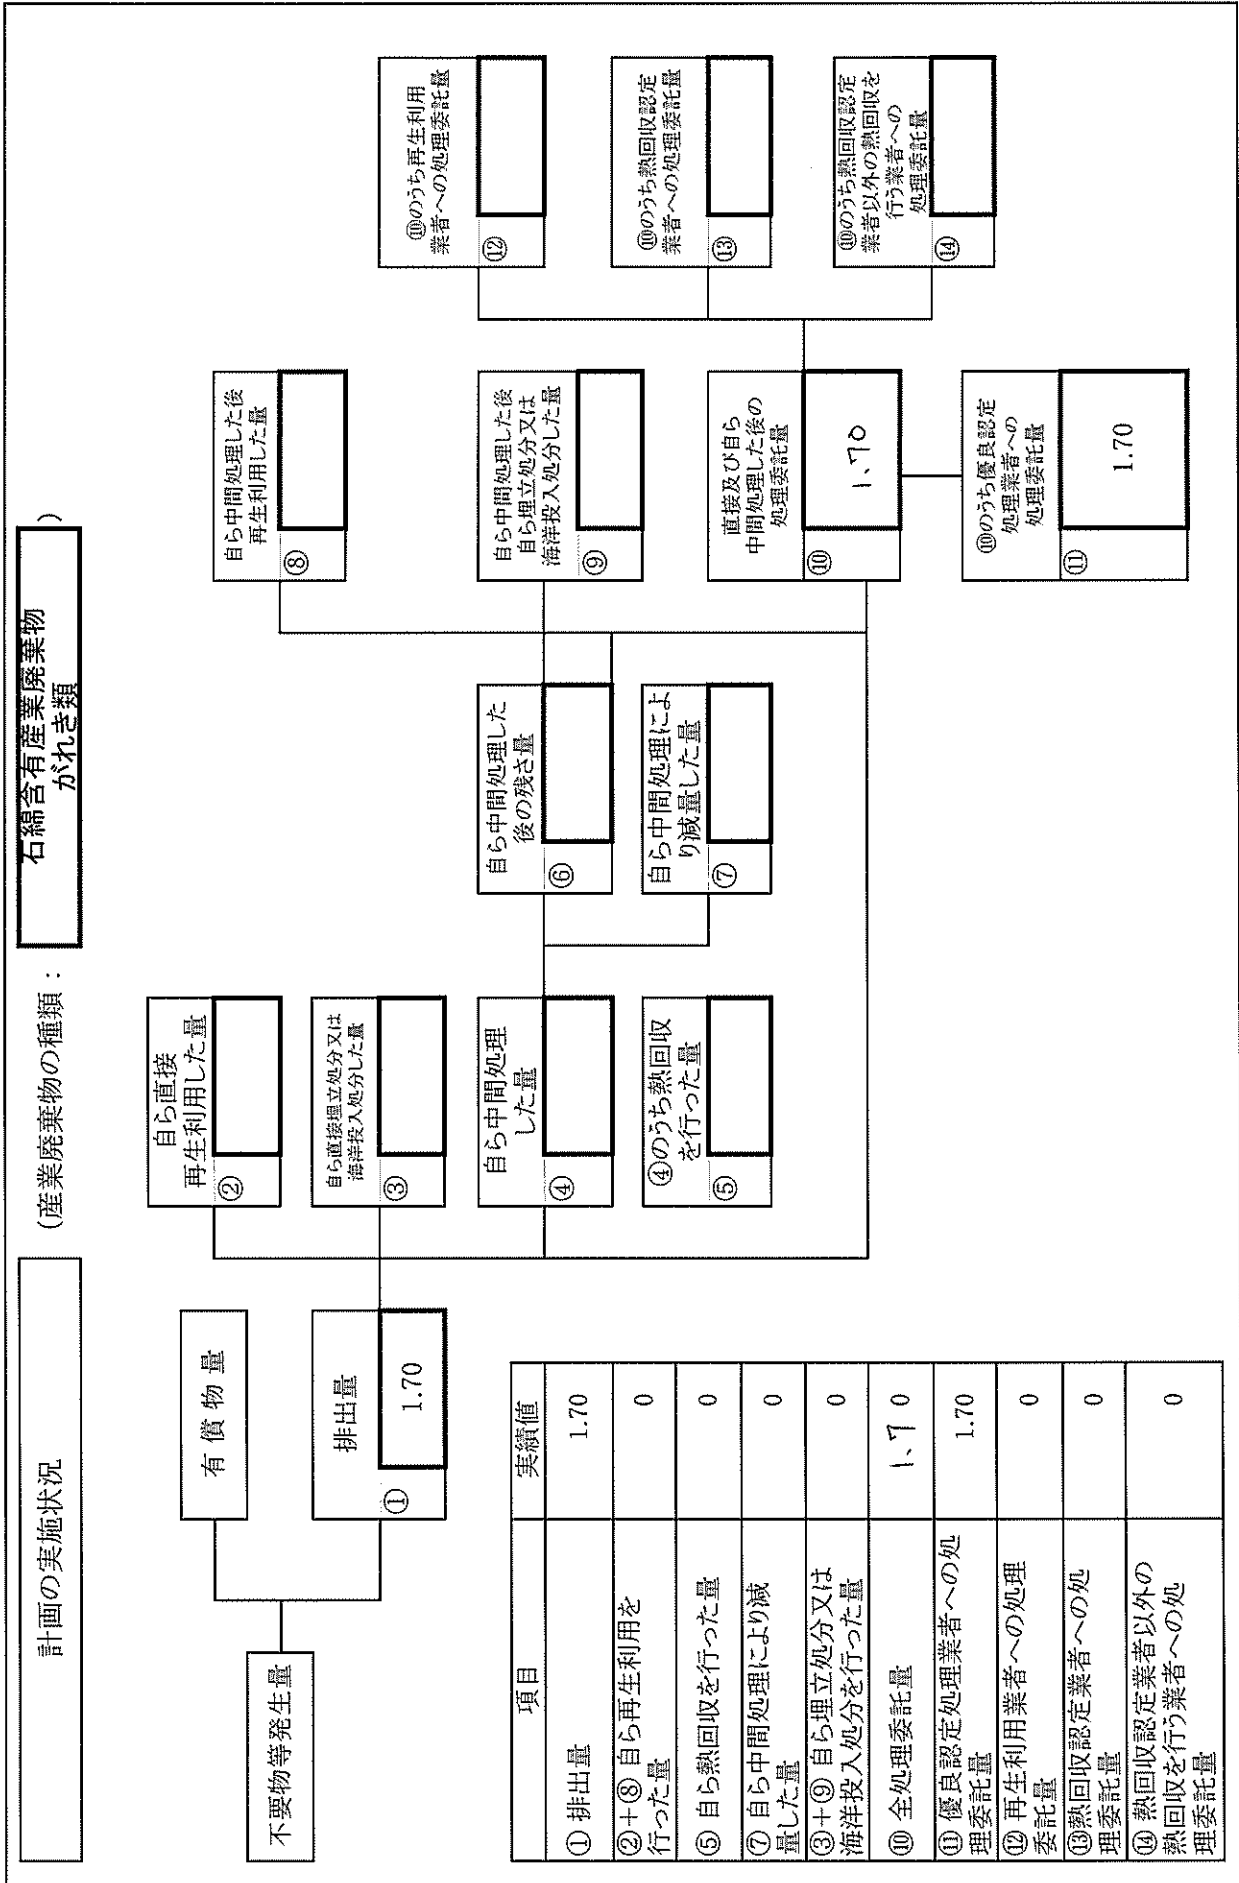 計画の実施状況
(産業廃棄物の種類：
石綿含有産業廃棄物
がれき類
)
不要物等発生量
有償物量
排出量
①
1.70
自ら直接
再生利用した量
②
自ら直接埋立処分又は
海洋投入処分した量
③
自ら中間処理
した量
④
④のうち熱回収
を行った量
⑤
自ら中間処理した
後の残さ量
⑥
自ら中間処理によ
り減量した量
⑦
自ら中間処理した後
再生利用した量
⑧
自ら中間処理した後
自ら埋立処分又は
海洋投入処分した量
⑨
直接及び自ら
中間処理した後の
処理委託量
⑩
1.70
⑩のうち優良認定
処理業者への
処理委託量
⑪
1.70
⑩のうち再生利用
業者への処理委託量
⑫
⑩のうち熱回収認定
業者への処理委託量
⑬
⑩のうち熱回収認定
業者以外の熱回収を
行う業者への
処理委託量
⑭
項目 実績値
① 排出量 1.70
②＋⑧ 自ら再生利用を
行った量 0
⑤ 自ら熱回収を行った量 0
⑦ 自ら中間処理により減
量した量 0
③＋⑨ 自ら埋立処分又は
海洋投入処分を行った量 0
⑩ 全処理委託量 1.70
⑪ 優良認定処理業者への処
理委託量 1.70
⑫ 再生利用業者への処理
委託量 0
⑬熱回収認定業者への処
理委託量 0
⑭ 熱回収認定業者以外の
熱回収を行う業者への処
理委託量 0